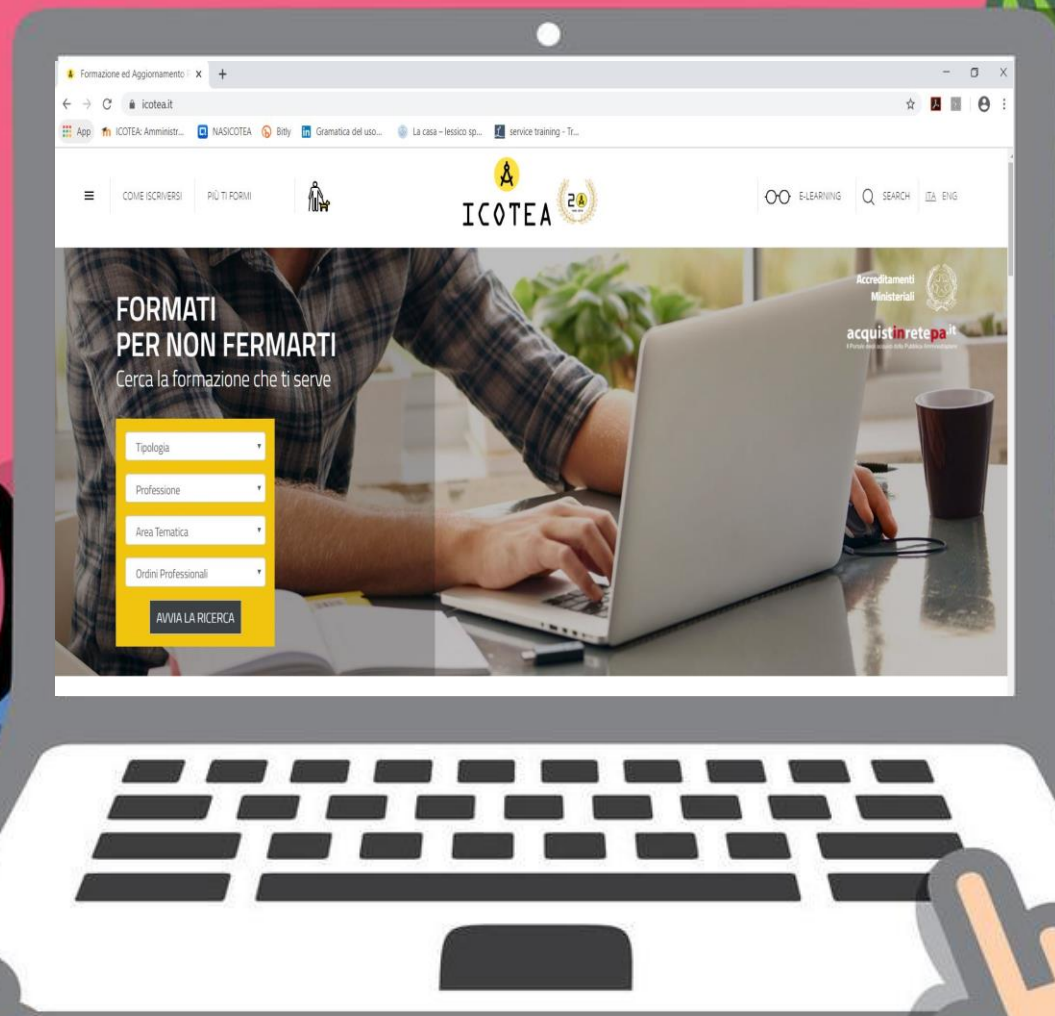 Formazione ed Aggiornamento
icotea.it
App ICOTEA: Amministr... NASICOTEA Bitly Gramatica del uso... La casa – lessico sp... service training - Tr...
COME ISCRIVERSI PIÙ TI FORMI
ICOTEA
E-LEARNING SEARCH ITA ENG
FORMATI
PER NON FERMARTI
Cerca la formazione che ti serve
Tipologia
Professione
Area Tematica
Ordini Professionali
AVVIA LA RICERCA
Accreditamenti
Ministeriali
acquistinretepa.it